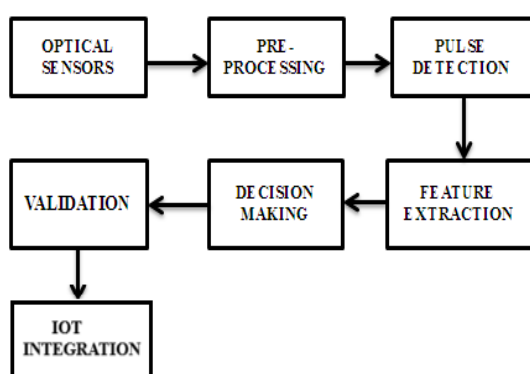 OPTICAL
SENSORS
PRE-
PROCESSING
PULSE
DETECTION
FEATURE
EXTRACTION
DECISION
MAKING
VALIDATION
IOT
INTEGRATION